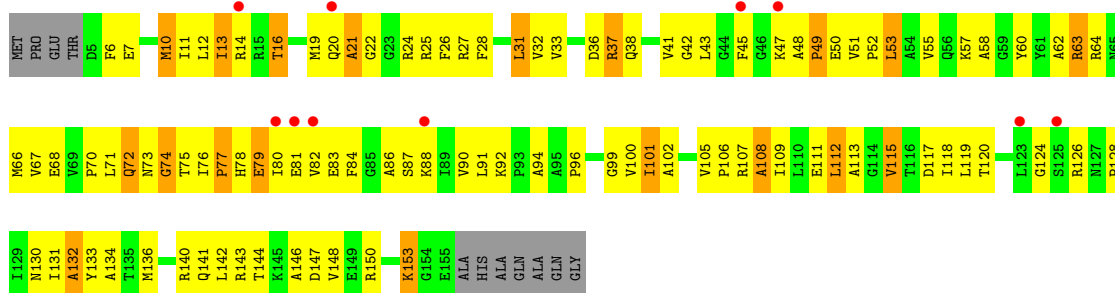 MET PRO GLU THR D5 F6 E7 M10 I11 L12 I13 R14 R15 T16 M19 Q20 A21 G22 G23 R24 R25 F26 R27 F28 L31 V32 V33 D36 R37 Q38 V41 G42 L43 G44 F45 G46 K47 A48 P49 E50 V51 P52 L53 A54 V55 Q56 K57 A58 G59 Y60 Y61 A62 R63 R64 N65
M66 V67 E68 V69 P70 L71 Q72 N73 G74 T75 I76 P77 H78 E79 I80 E81 V82 E83 F84 G85 A86 S87 K88 I89 V90 L91 K92 P93 A94 A95 P96 G99 V100 I101 A102 V105 P106 R107 A108 I109 L110 E111 L112 A113 G114 V115 T116 D117 I118 L119 T120 L123 G124 S125 R126 N127
I129 N130 I131 A132 Y133 A134 T135 M136 R140 Q141 L142 R143 T144 K145 A146 D147 V148 E149 R150 K153 G154 E155 ALA HIS ALA GLN ALA GLN GLY